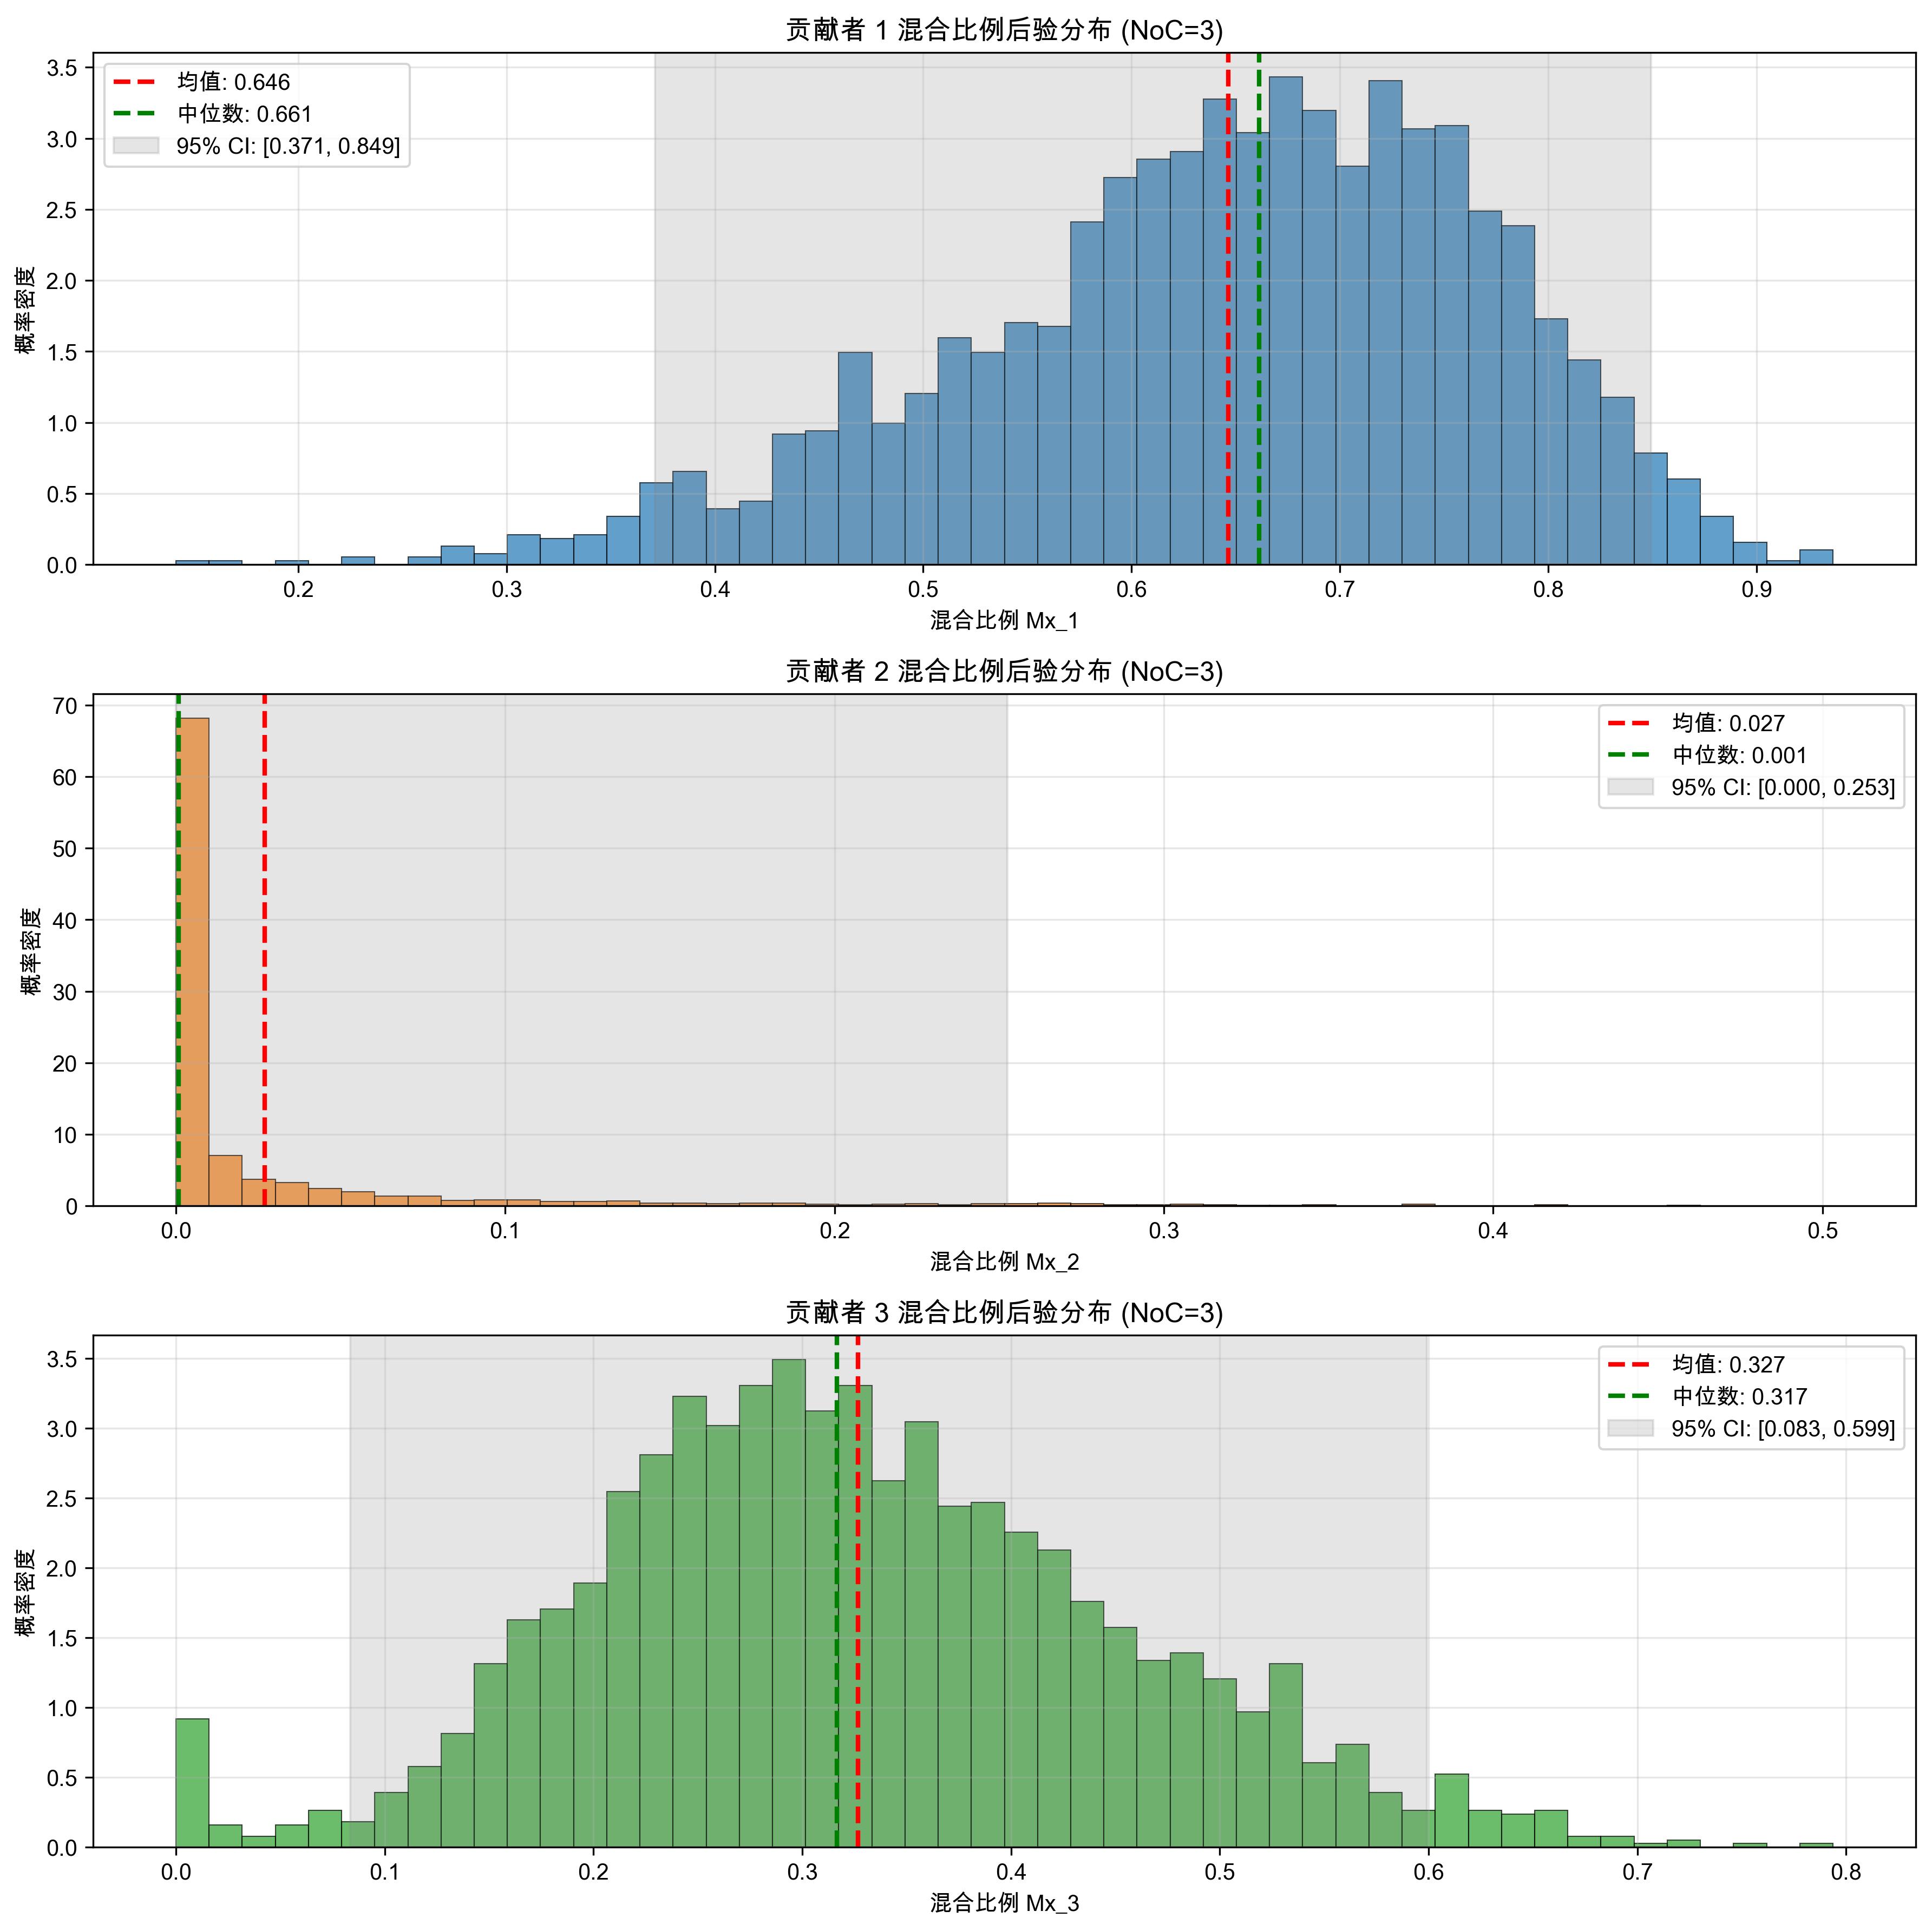 贡献者 1 混合比例后验分布 (NoC=3)
均值: 0.646
中位数: 0.661
95% CI: [0.371, 0.849]
概率密度
3.5
3.0
2.5
2.0
1.5
1.0
0.5
0.0
0.2 0.3 0.4 0.5 0.6 0.7 0.8 0.9
混合比例 Mx_1
贡献者 2 混合比例后验分布 (NoC=3)
均值: 0.027
中位数: 0.001
95% CI: [0.000, 0.253]
概率密度
70
60
50
40
30
20
10
0
0.0 0.1 0.2 0.3 0.4 0.5
混合比例 Mx_2
贡献者 3 混合比例后验分布 (NoC=3)
均值: 0.327
中位数: 0.317
95% CI: [0.083, 0.599]
概率密度
3.5
3.0
2.5
2.0
1.5
1.0
0.5
0.0
0.0 0.1 0.2 0.3 0.4 0.5 0.6 0.7 0.8
混合比例 Mx_3